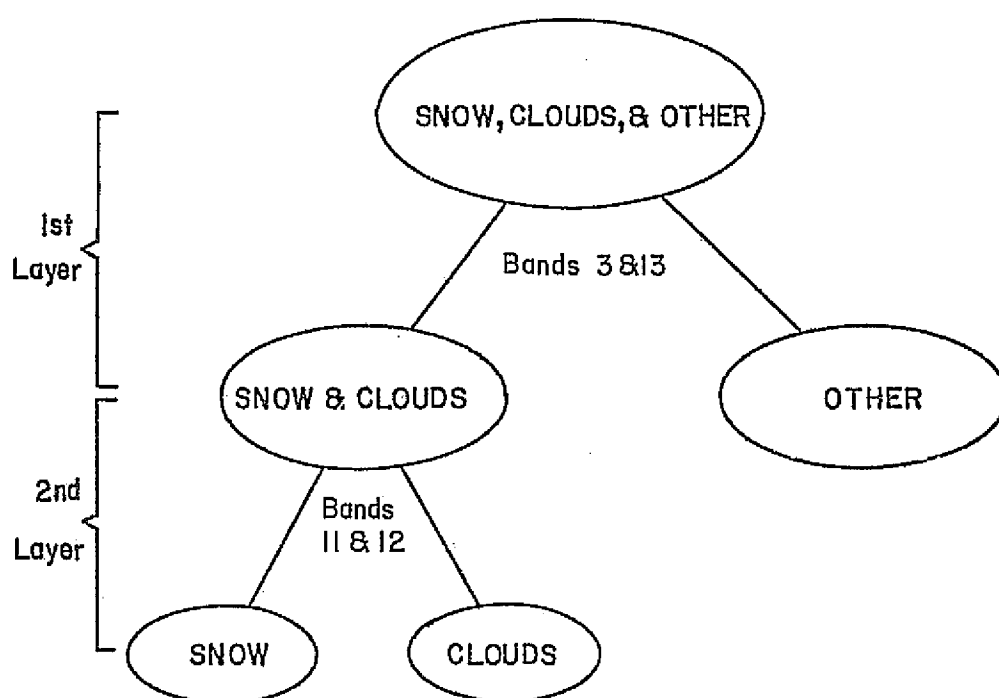 SNOW, CLOUDS, & OTHER
1st
Layer
Bands 3&13
SNOW & CLOUDS
OTHER
2nd
Layer
Bands
11 & 12
SNOW
CLOUDS